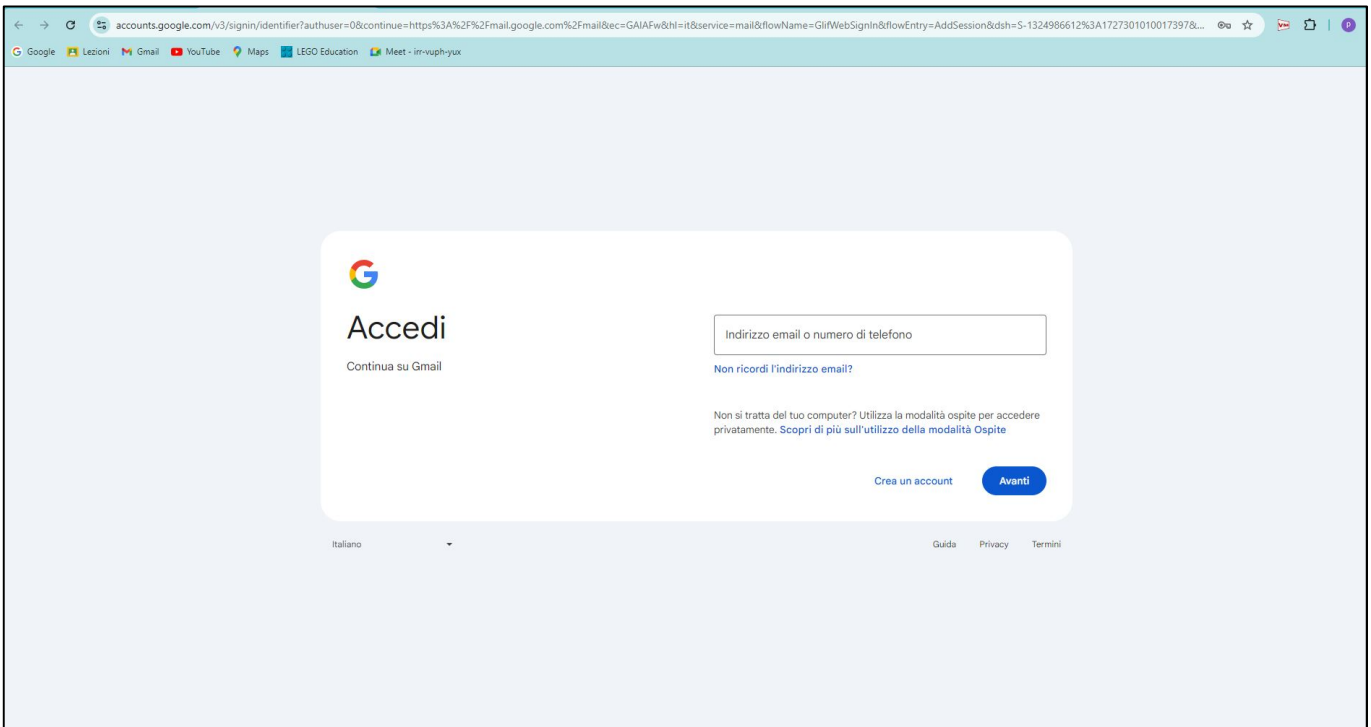 accounts.google.com/v3/signin/identifier?authuser=0&continue=https%3A%2F%2Fmail.google.com%2Fmail&ec=GAlAFw&hl=it&service=mail&flowName=GlifWebSignIn&flowEntry=AddSession&dsh=S-1324986612%3A1727301010017397&...
Google Lezioni Gmail YouTube Maps LEGO Education Meet - irr-vuph-yux
Accedi
Continua su Gmail
Indirizzo email o numero di telefono
Non ricordi l'indirizzo email?
Non si tratta del tuo computer? Utilizza la modalità ospite per accedere
privatamente. Scopri di più sull'utilizzo della modalità Ospite
Crea un account Avanti
Italiano Guida Privacy Termini